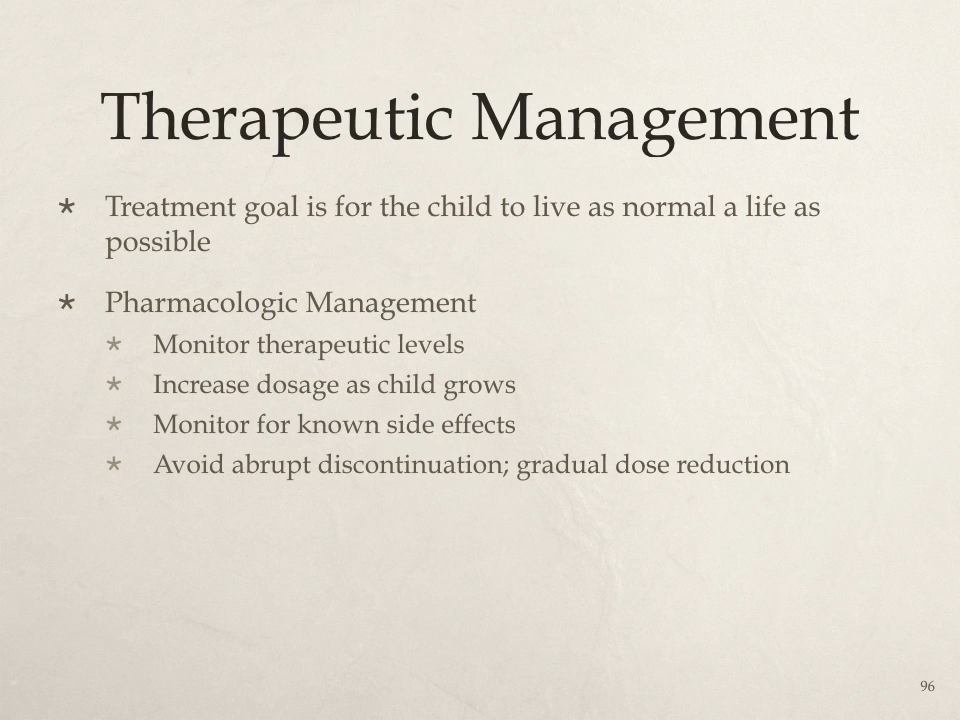 Therapeutic Management
* Treatment goal is for the child to live as normal a life as
possible
* Pharmacologic Management
* Monitor therapeutic levels
* Increase dosage as child grows
* Monitor for known side effects
* Avoid abrupt discontinuation; gradual dose reduction
96